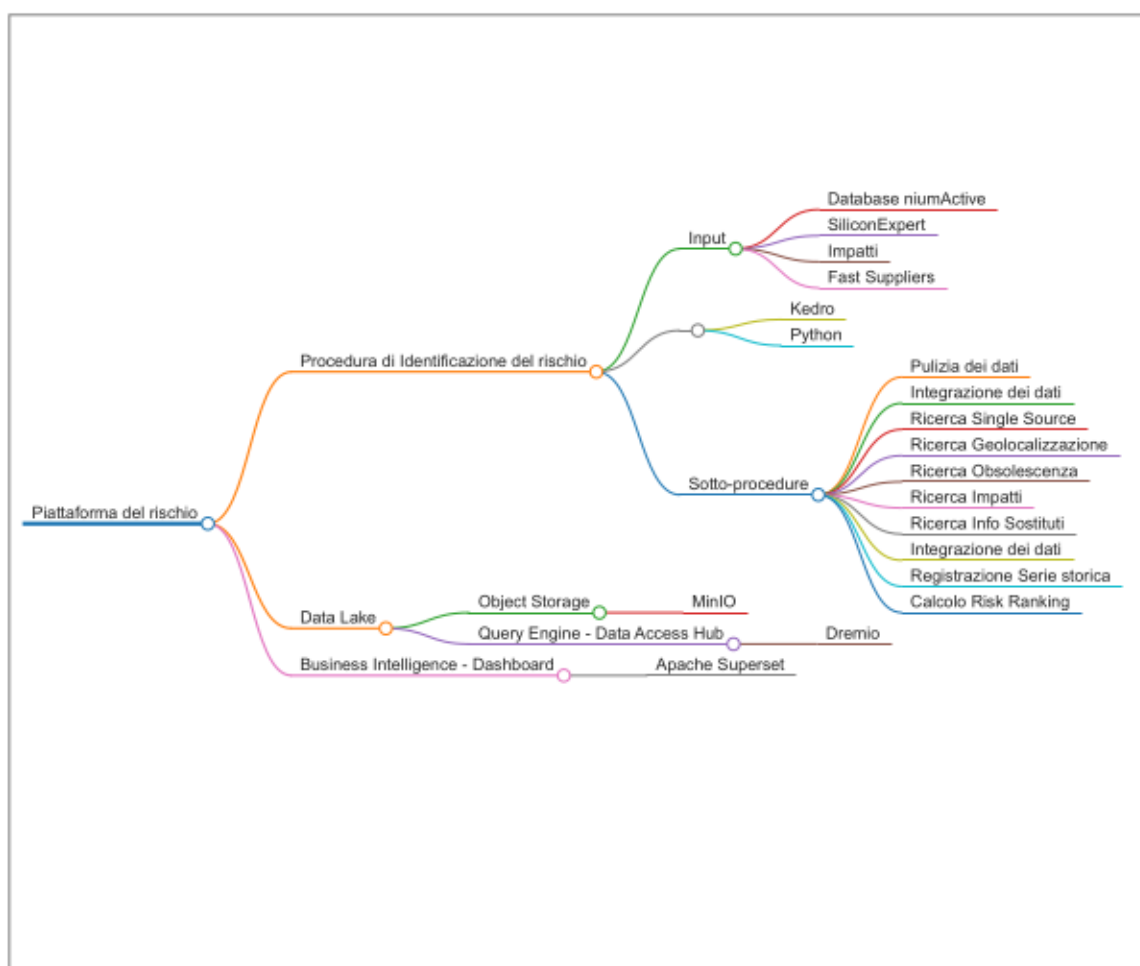 Database niumActive
SiliconExpert
Input
Impatti
Fast Suppliers
Kedro
Python
Procedura di Identificazione del rischio
Pulizia dei dati
Integrazione dei dati
Ricerca Single Source
Ricerca Geolocalizzazione
Ricerca Obsolescenza
Sotto-procedure
Ricerca Impatti
Piattaforma del rischio
Ricerca Info Sostituti
Integrazione dei dati
Registrazione Serie storica
Object Storage
MinIO
Calcolo Risk Ranking
Data Lake
Query Engine - Data Access Hub
Dremio
Business Intelligence - Dashboard
Apache Superset